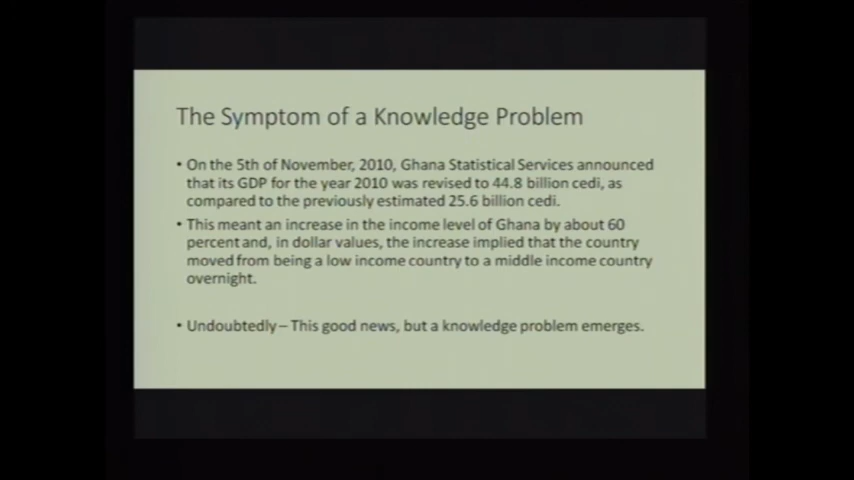 The Symptom of a Knowledge Problem
• On the 5th of November, 2010, Ghana Statistical Services announced
that its GDP for the year 2010 was revised to 44.8 billion cedi, as
compared to the previously estimated 25.6 billion cedi.
• This meant an increase in the income level of Ghana by about 60
percent and, in dollar values, the increase implied that the country
moved from being a low income country to a middle income country
overnight.
• Undoubtedly – This good news, but a knowledge problem emerges.